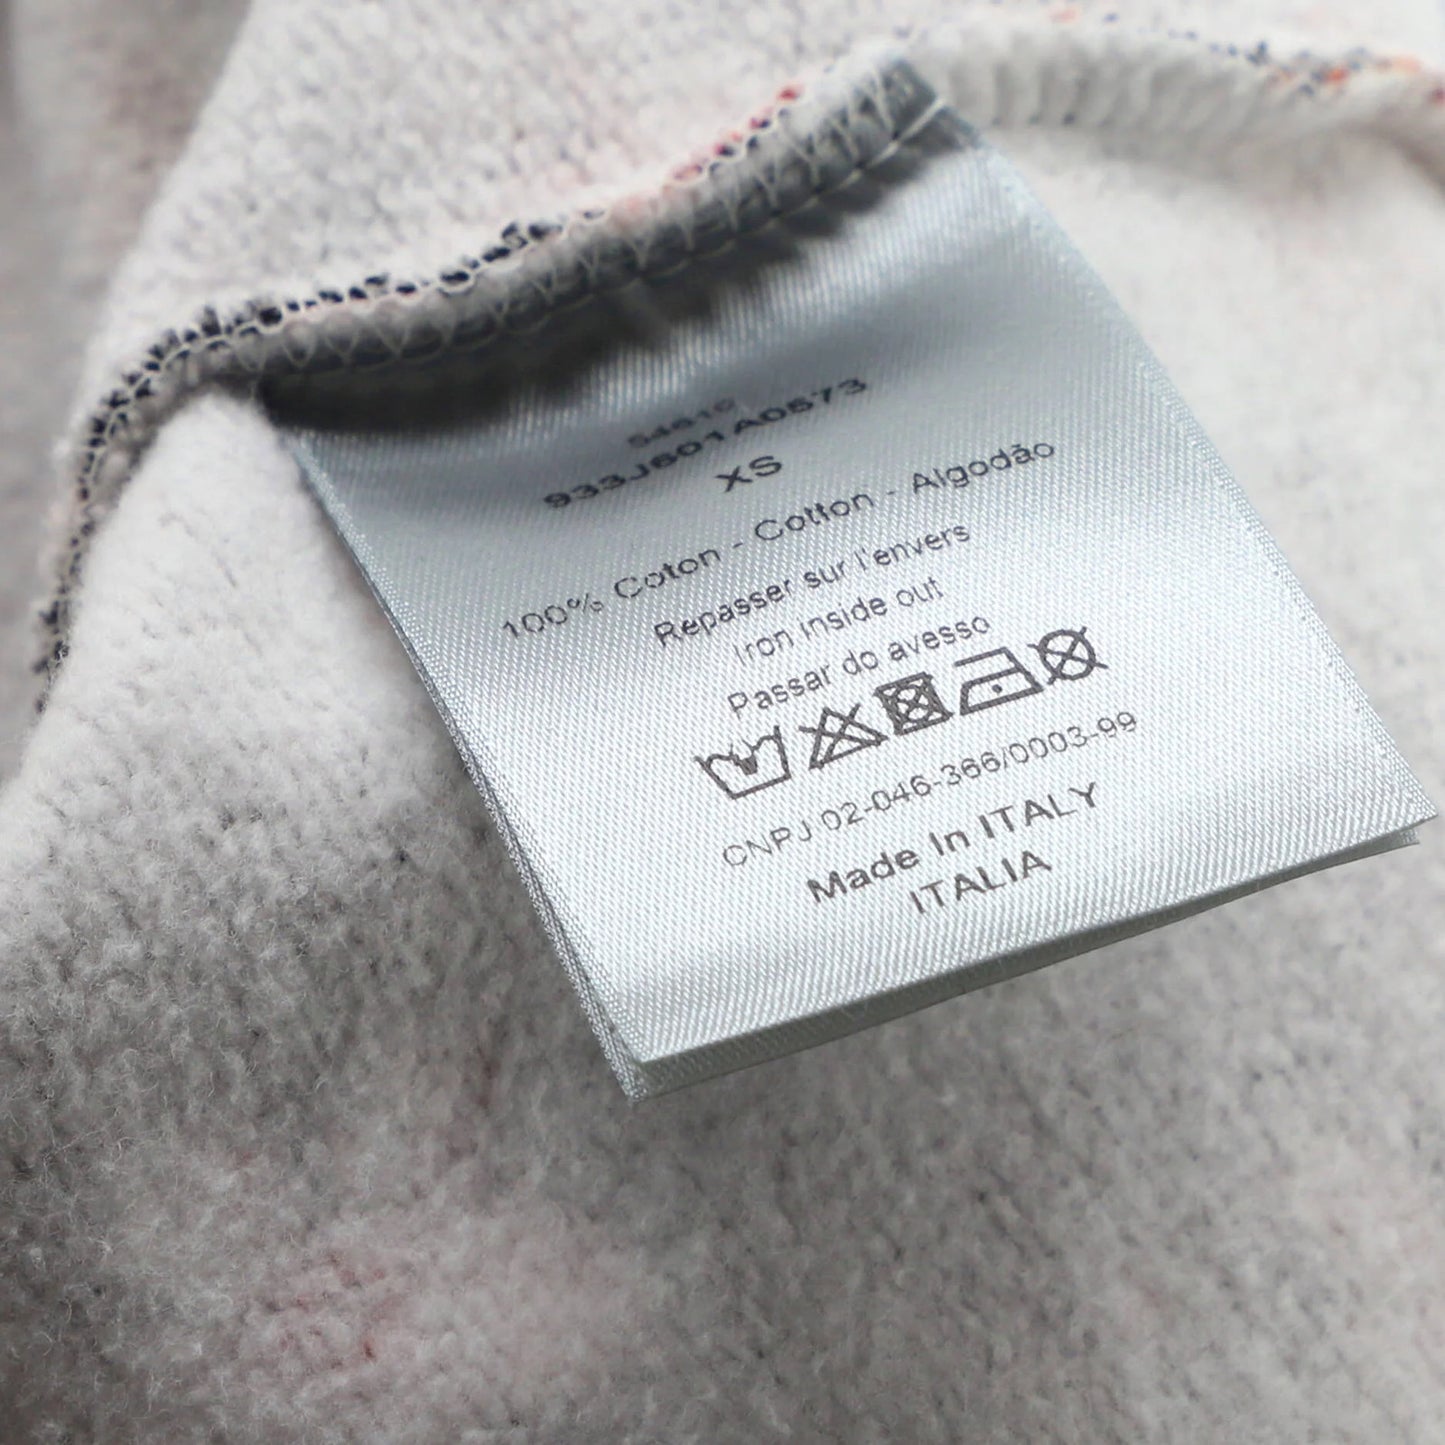 54610
933J601A0573
XS
100% Coton - Cotton - Algodão
Repasser sur l'envers
Iron inside out
Passar do avesso
CNPJ 02-046-366/0003-99
Made In ITALY
ITALIA